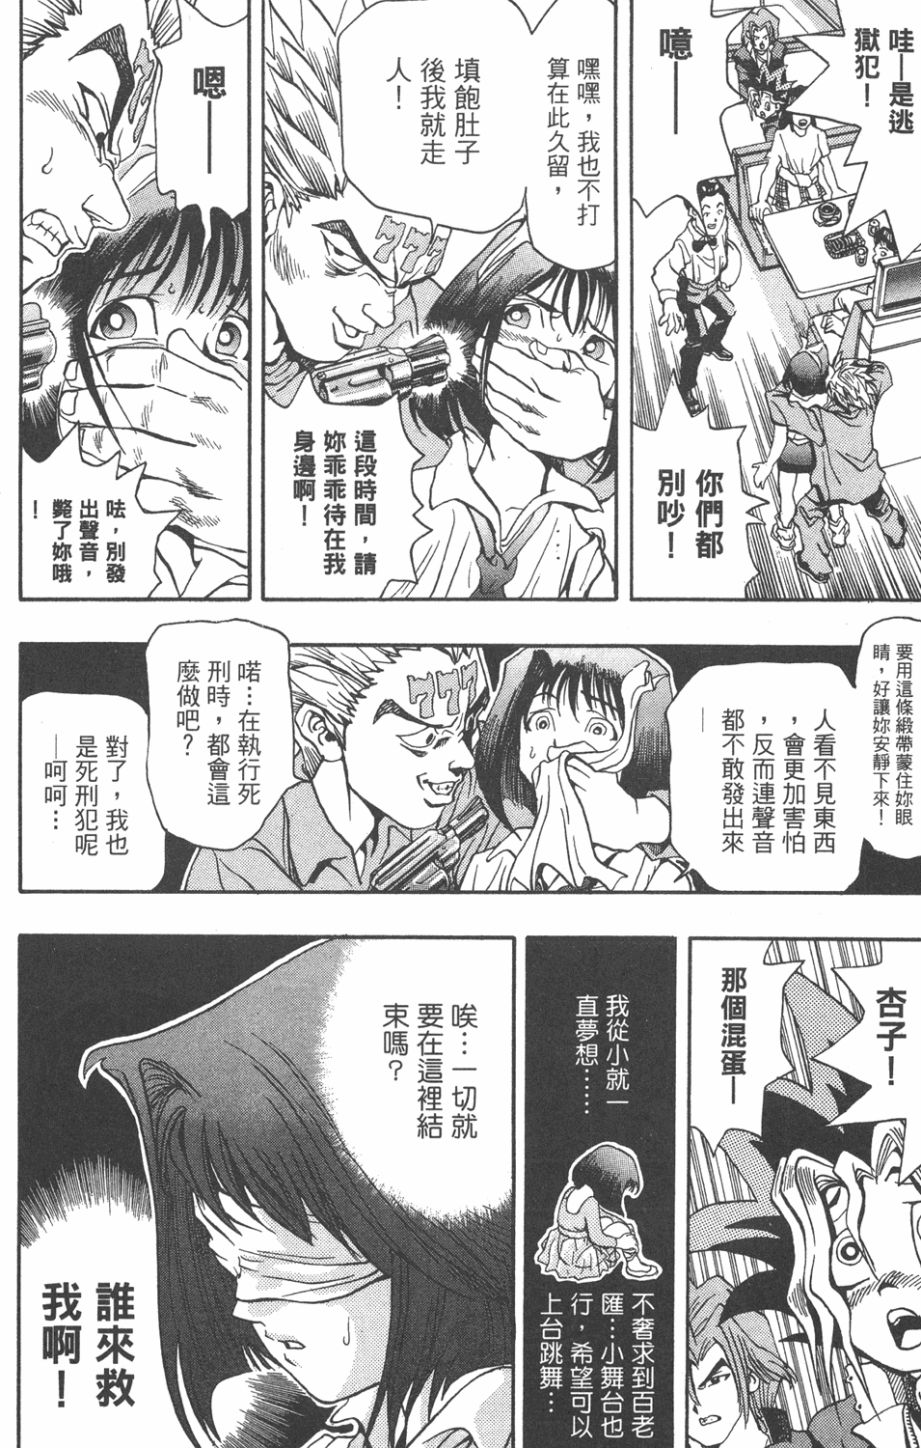 哇—是逃
獄犯！
噫——
你們都
別吵！
嘿嘿，我也不打
算在此久留，
填飽肚子
後我就走
人！
這段時間，請
妳乖乖待在我
身邊啊！
嗯——
呿，別發
出聲音，
斃了妳哦
！
要用這條緞帶蒙住妳眼
睛，好讓妳安靜下來！
人看不見東西
，會更加害怕
，反而連聲音
都不敢發出來
——
喏…在執行死
刑時，都會這
麼做吧？
對了，我也
是死刑犯呢
—呵呵…
777
777
杏子！
那個混蛋—
我從小就一
直夢想……
不奢求到百老
匯…小舞台也
行，希望可以
上台跳舞…
唉…一切就
要在這裡結
束嗎？
誰來救
我啊！